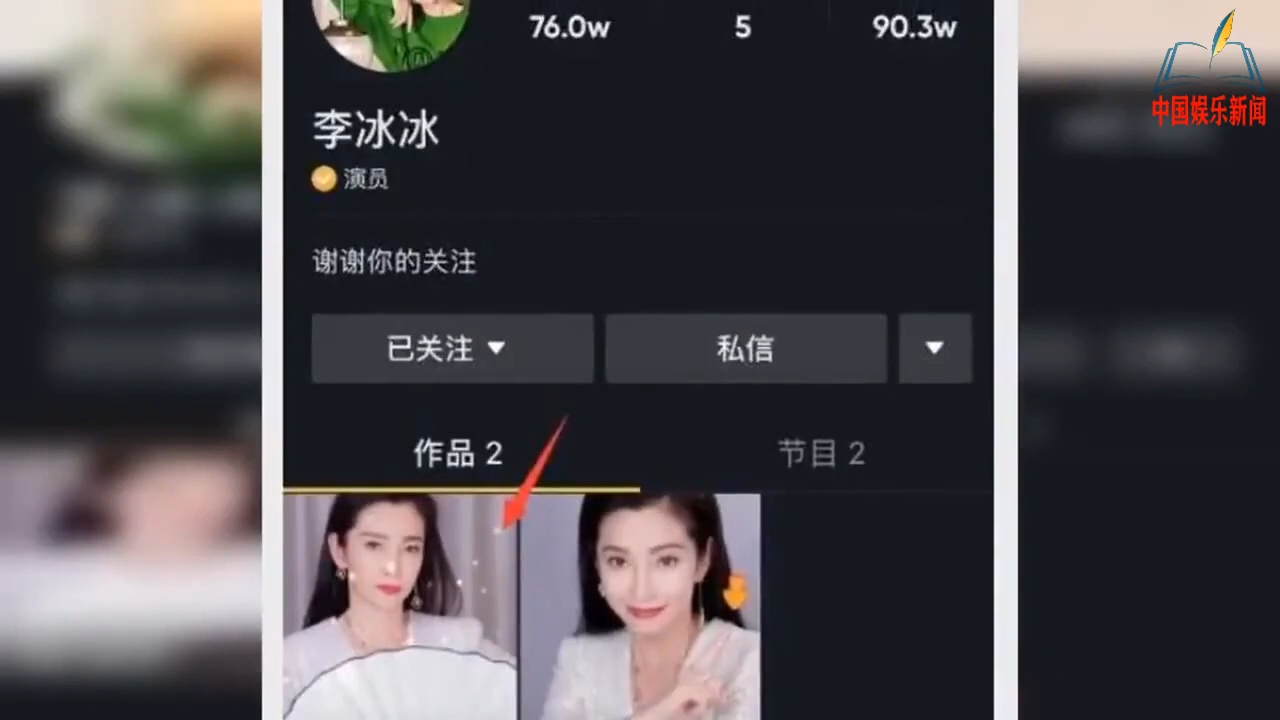 76.0w 5 90.3w
中国娱乐新闻
李冰冰
演员
谢谢你的关注
已关注 私信
作品 2 节目 2